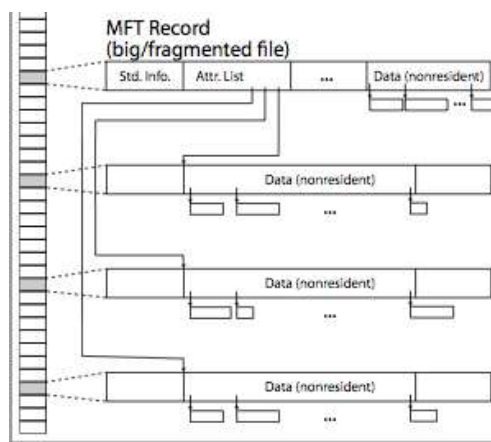 MFT Record
(big/fragmented file)
Std. Info. Attr. List ... Data (nonresident)
...
Data (nonresident)
...
Data (nonresident)
...
Data (nonresident)
...